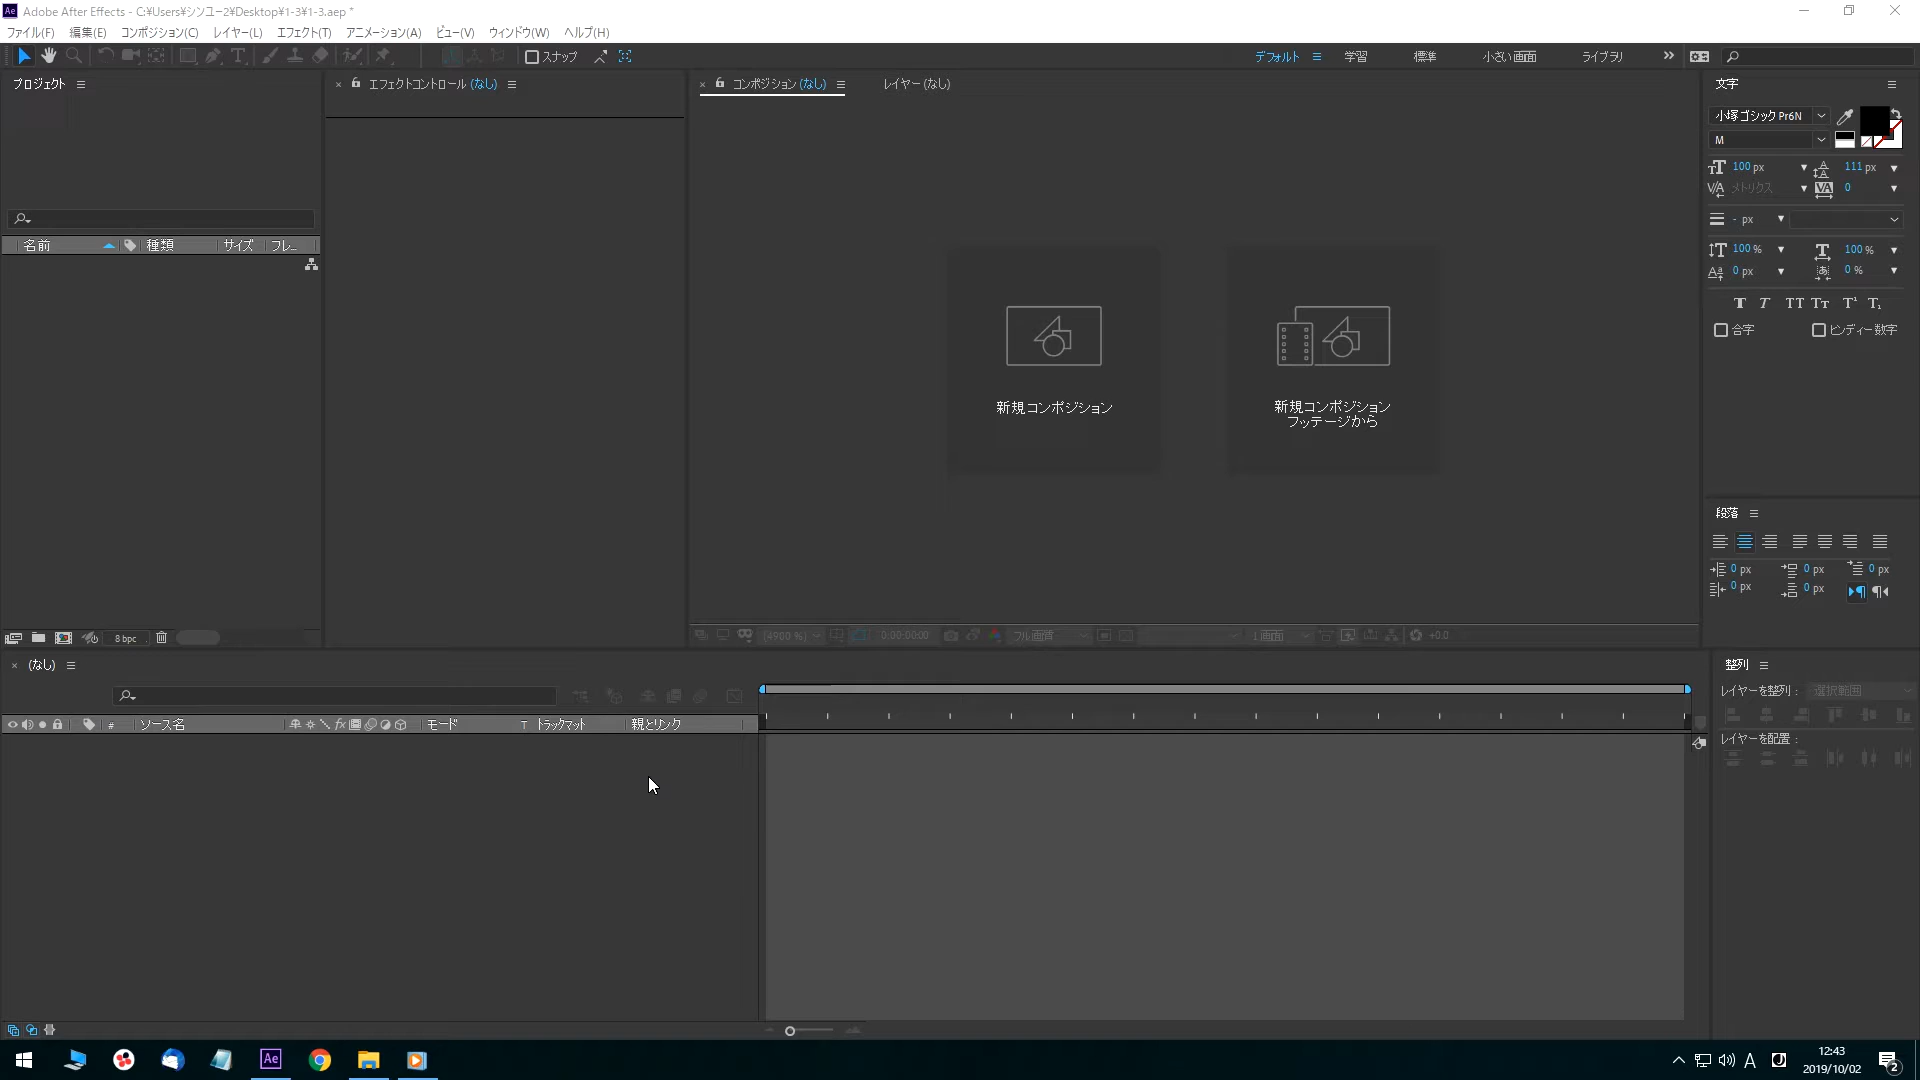 Adobe After Effects - C:¥Users¥シンユー2¥Desktop¥1-3¥1-3.aep *
ファイル(F) 編集(E) コンポジション(C) レイヤー(L) エフェクト(T) アニメーション(A) ビュー(V) ウィンドウ(W) ヘルプ(H)
スナップ デフォルト 学習 標準 小さい画面 ライブラリ
プロジェクト
名前 種類 サイズ フレ...
8 bpc
エフェクトコントロール (なし)
コンポジション (なし) レイヤー (なし)
新規コンポジション
新規コンポジション
フッテージから
(4900 %) 0:00:00:00 フル画質 1画面 +0.0
文字
小塚ゴシック Pr6N
M
100 px 111 px
メトリクス 0
- px
100 % 100 %
0 px 0 %
T T TT Tt T¹ T₁
合字 ヒンディー数字
段落
0 px 0 px 0 px
0 px 0 px
(なし)
# ソース名 fx モード T トラックマット 親とリンク
整列
レイヤーを整列 : 選択範囲
レイヤーを配置 :
Ae A 12:43
2019/10/02
2